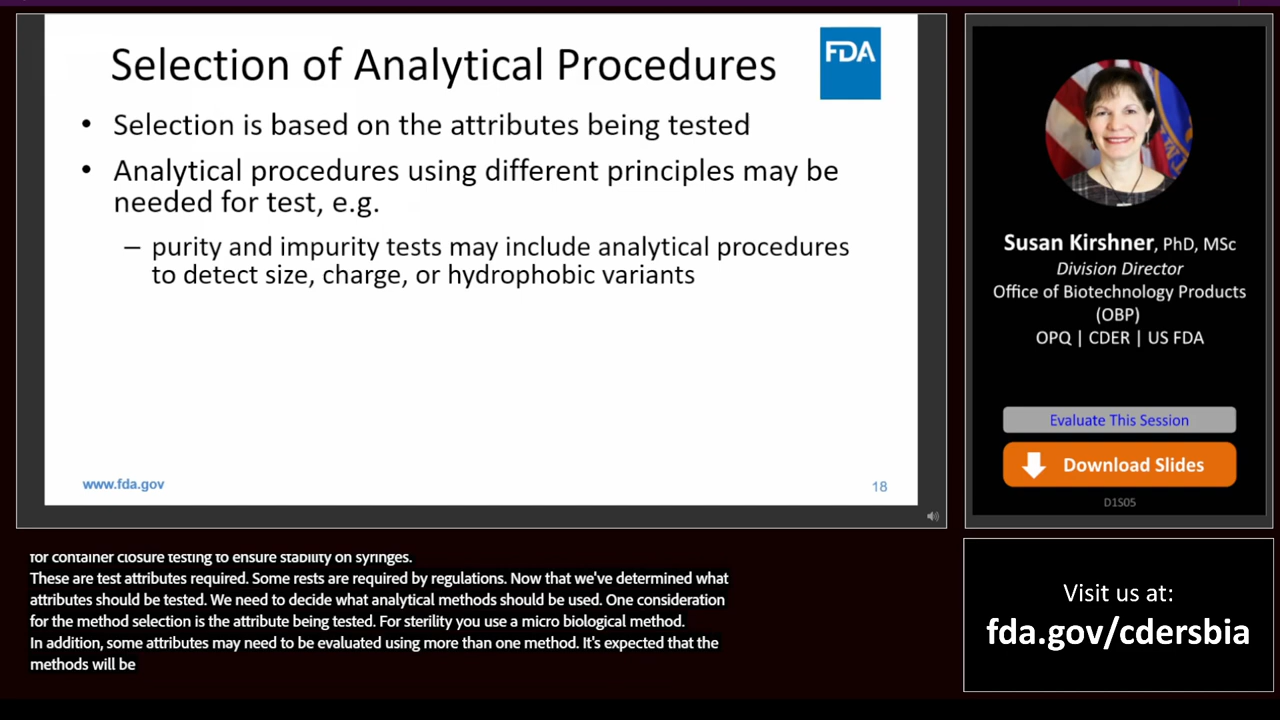 Selection of Analytical Procedures
FDA
• Selection is based on the attributes being tested
• Analytical procedures using different principles may be
needed for test, e.g.
– purity and impurity tests may include analytical procedures
to detect size, charge, or hydrophobic variants
www.fda.gov
18
Susan Kirshner, PhD, MSc
Division Director
Office of Biotechnology Products
(OBP)
OPQ | CDER | US FDA
Evaluate This Session
Download Slides
D1S05
for container closure testing to ensure stability on syringes.
These are test attributes required. Some rests are required by regulations. Now that we've determined what
attributes should be tested. We need to decide what analytical methods should be used. One consideration
for the method selection is the attribute being tested. For sterility you use a micro biological method.
In addition, some attributes may need to be evaluated using more than one method. It's expected that the
methods will be
Visit us at:
fda.gov/cdersbia